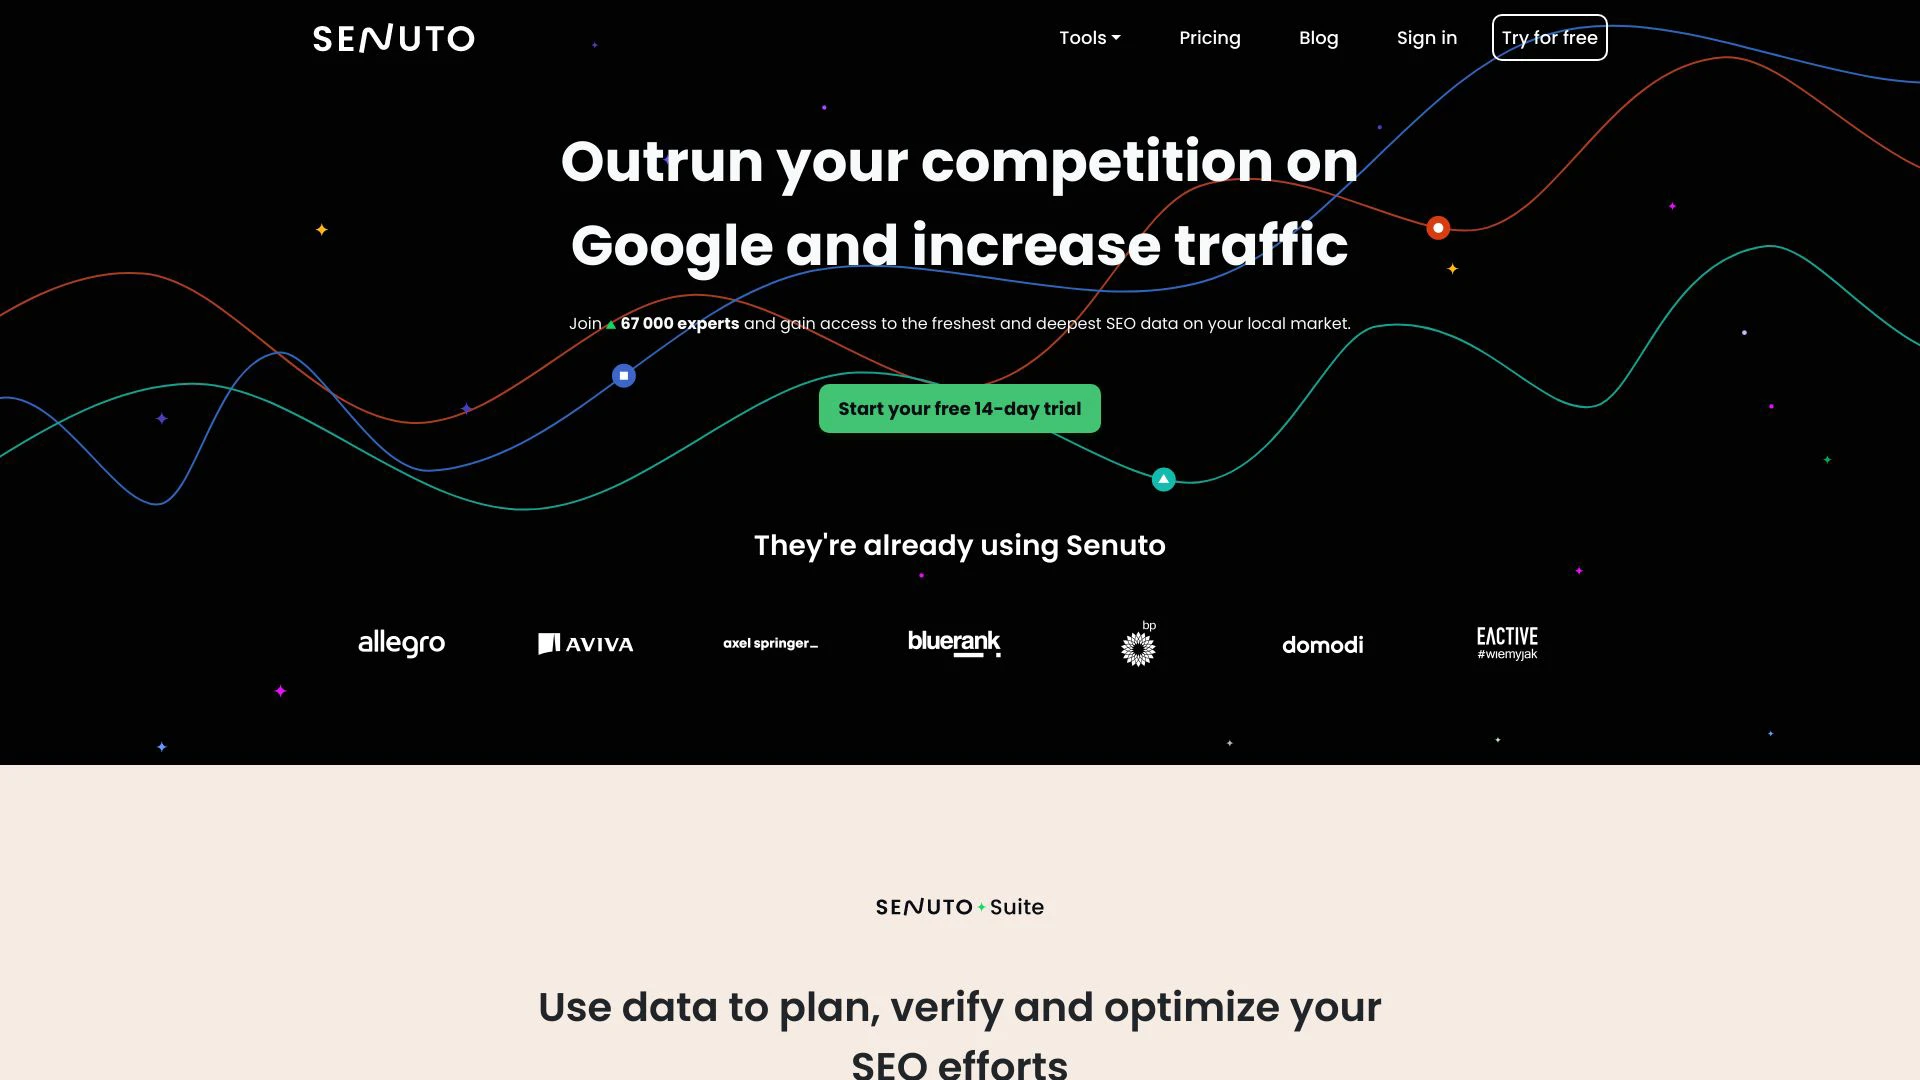 SENUTO
Tools
Pricing
Blog
Sign in
Try for free
Outrun your competition on
Google and increase traffic
Join 67 000 experts and gain access to the freshest and deepest SEO data on your local market.
Start your free 14-day trial
They're already using Senuto
allegro
AVIVA
axel springer_
bluerank
bp
domodi
EACTIVE
#wiemyjak
SENUTO Suite
Use data to plan, verify and optimize your
SEO efforts